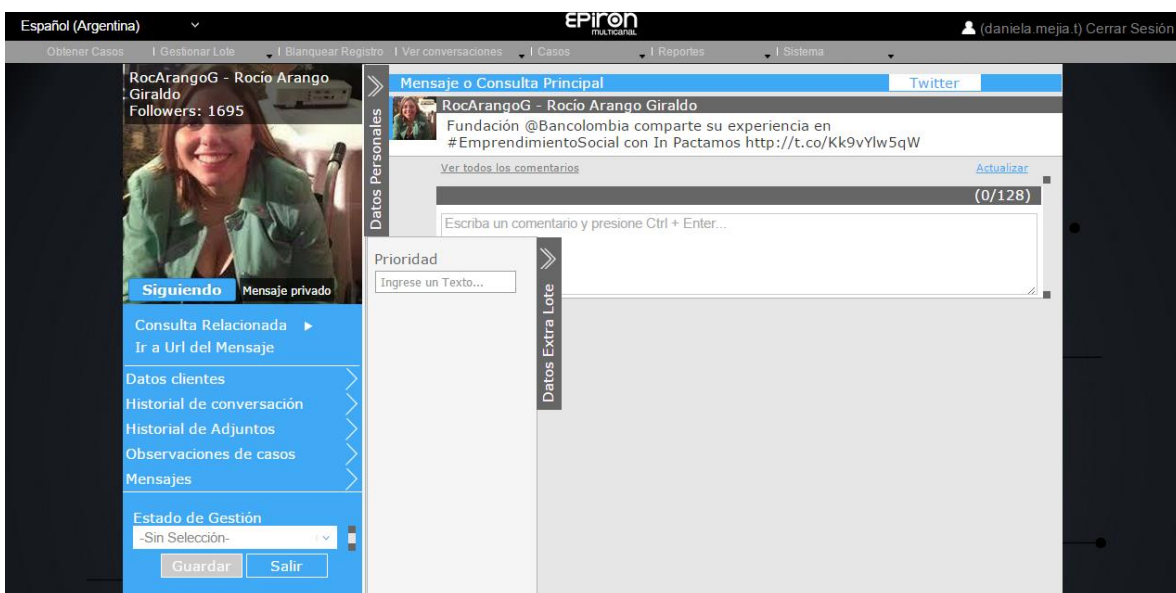 Español (Argentina)
EPIRON
MULTICANAL
(daniela.mejia.t) Cerrar Sesión
Obtener Casos | Gestionar Lote | Blanquear Registro | Ver conversaciones | Casos | Reportes | Sistema
RocArangoG - Rocío Arango
Giraldo
Followers: 1695
Siguiendo
Mensaje privado
Consulta Relacionada
Ir a Url del Mensaje
Datos clientes
Historial de conversación
Historial de Adjuntos
Observaciones de casos
Mensajes
Estado de Gestión
-Sin Selección-
Guardar
Salir
Datos Personales
Mensaje o Consulta Principal
Twitter
RocArangoG - Rocío Arango Giraldo
Fundación @Bancolombia comparte su experiencia en
#EmprendimientoSocial con In Pactamos http://t.co/Kk9vYlw5qW
Ver todos los comentarios
Actualizar
(0/128)
Escriba un comentario y presione Ctrl + Enter...
Prioridad
Ingrese un Texto...
Datos Extra Lote